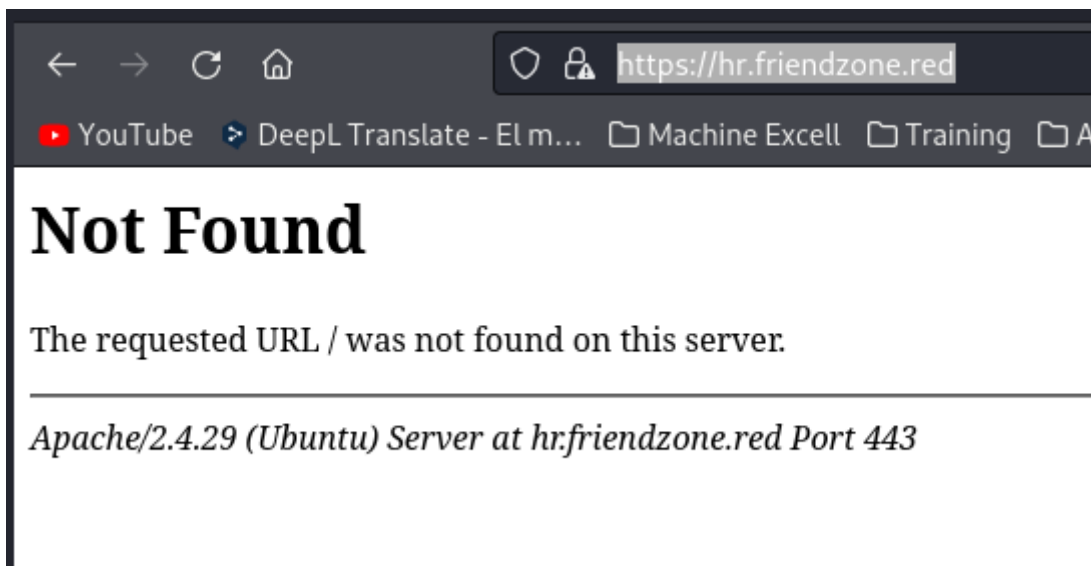 https://hr.friendzone.red
YouTube DeepL Translate - El m... Machine Excell Training A
Not Found
The requested URL / was not found on this server.
Apache/2.4.29 (Ubuntu) Server at hr.friendzone.red Port 443